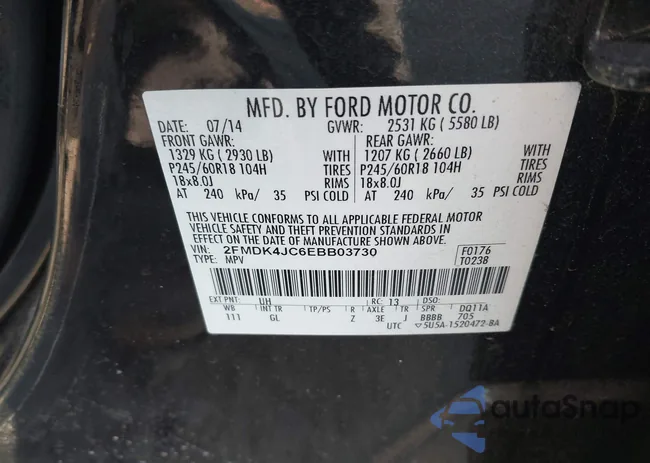 MFD. BY FORD MOTOR CO.
DATE: 07/14 GVWR: 2531 KG ( 5580 LB)
FRONT GAWR: REAR GAWR:
1329 KG ( 2930 LB) WITH 1207 KG ( 2660 LB) WITH
P245/60R18 104H TIRES P245/60R18 104H TIRES
18x8.0J RIMS 18x8.0J RIMS
AT 240 kPa/ 35 PSI COLD AT 240 kPa/ 35 PSI COLD
THIS VEHICLE CONFORMS TO ALL APPLICABLE FEDERAL MOTOR
VEHICLE SAFETY AND THEFT PREVENTION STANDARDS IN
EFFECT ON THE DATE OF MANUFACTURE SHOWN ABOVE.
VIN: 2FMDK4JC6EBB03730 F0176
TYPE: MPV T0238
EXT PNT: UH RC: 13 DSO:
WB INT TR TP/PS R AXLE TR SPR DQ11A
111 GL Z 3E J BBBB 705
UTC 5U5A-1520472-BA
autoSnap